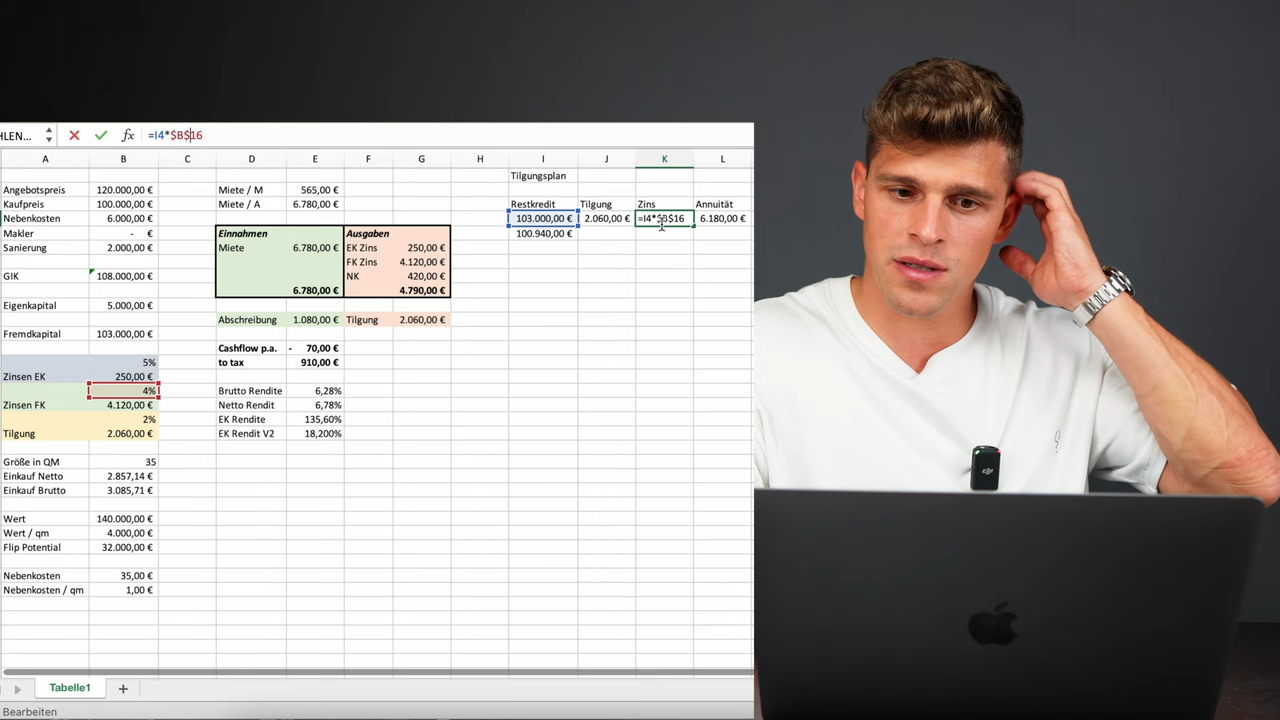 HLEN... fx =I4*$B$16
A B C D E F G H I J K L
Tilgungsplan
Angebotspreis 120.000,00 € Miete / M 565,00 €
Kaufpreis 100.000,00 € Miete / A 6.780,00 € Restkredit Tilgung Zins Annuität
Nebenkosten 6.000,00 € 103.000,00 € 2.060,00 € =I4*$B$16 6.180,00 €
Makler - € Einnahmen Ausgaben 100.940,00 €
Sanierung 2.000,00 € Miete 6.780,00 € EK Zins 250,00 €
FK Zins 4.120,00 €
GIK 108.000,00 € NK 420,00 €
6.780,00 € 4.790,00 €
Eigenkapital 5.000,00 €
Abschreibung 1.080,00 € Tilgung 2.060,00 €
Fremdkapital 103.000,00 €
Cashflow p.a. - 70,00 €
5% to tax 910,00 €
Zinsen EK 250,00 €
4% Brutto Rendite 6,28%
Zinsen FK 4.120,00 € Netto Rendit 6,78%
2% EK Rendite 135,60%
Tilgung 2.060,00 € EK Rendit V2 18,200%
Größe in QM 35
Einkauf Netto 2.857,14 €
Einkauf Brutto 3.085,71 €
Wert 140.000,00 €
Wert / qm 4.000,00 €
Flip Potential 32.000,00 €
Nebenkosten 35,00 €
Nebenkosten / qm 1,00 €
Tabelle1
Bearbeiten
dji